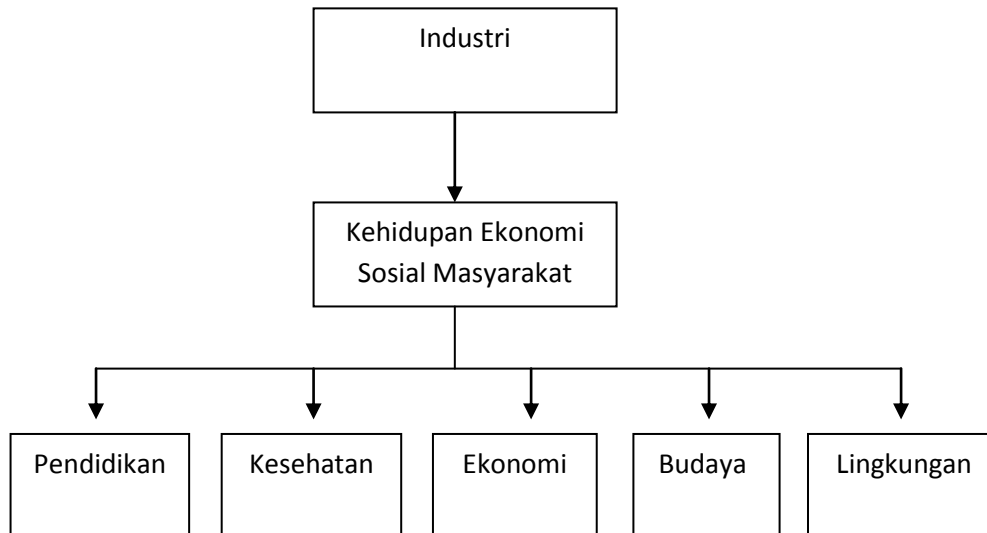 Industri
Kehidupan Ekonomi
Sosial Masyarakat
Pendidikan
Kesehatan
Ekonomi
Budaya
Lingkungan